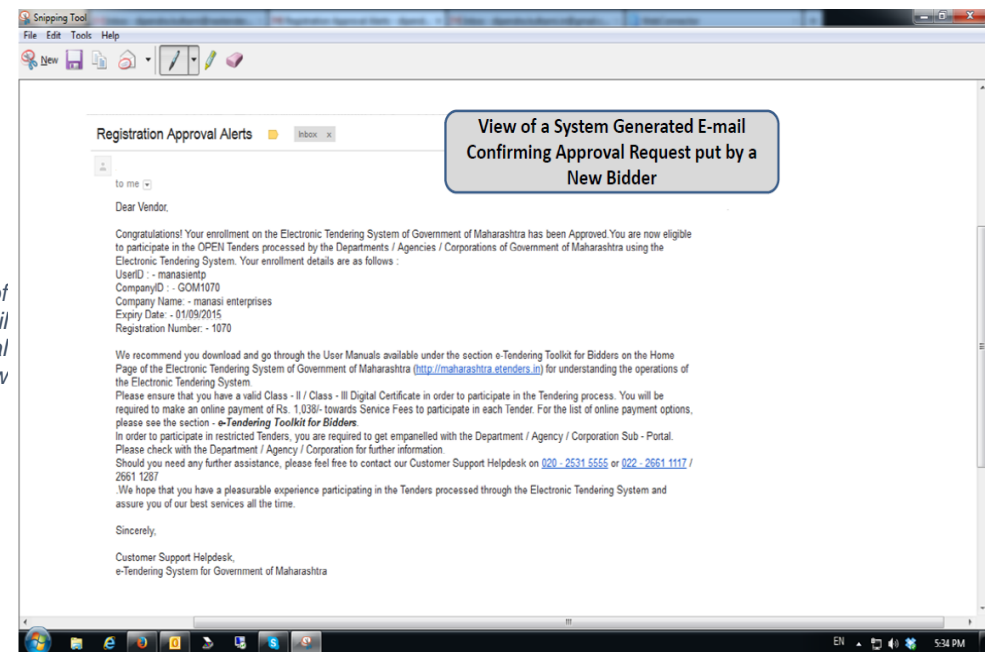 Snipping Tool
File Edit Tools Help
New
View of a System Generated E-mail
Confirming Approval Request put by a
New Bidder
Registration Approval Alerts Inbox x
to me
Dear Vendor,
Congratulations! Your enrollment on the Electronic Tendering System of Government of Maharashtra has been Approved.You are now eligible
to participate in the OPEN Tenders processed by the Departments / Agencies / Corporations of Government of Maharashtra using the
Electronic Tendering System. Your enrollment details are as follows :
UserID : - manasientp
CompanyID : - GOM1070
Company Name: - manasi enterprises
Expiry Date: - 01/09/2015
Registration Number: - 1070
We recommend you download and go through the User Manuals available under the section e-Tendering Toolkit for Bidders on the Home
Page of the Electronic Tendering System of Government of Maharashtra (http://maharashtra.etenders.in) for understanding the operations of
the Electronic Tendering System.
Please ensure that you have a valid Class - II / Class - III Digital Certificate in order to participate in the Tendering process. You will be
required to make an online payment of Rs. 1,038/- towards Service Fees to participate in each Tender. For the list of online payment options,
please see the section - e-Tendering Toolkit for Bidders.
In order to participate in restricted Tenders, you are required to get empanelled with the Department / Agency / Corporation Sub - Portal.
Please check with the Department / Agency / Corporation for further information.
Should you need any further assistance, please feel free to contact our Customer Support Helpdesk on 020 - 2531 5555 or 022 - 2661 1117 /
2661 1287
.We hope that you have a pleasurable experience participating in the Tenders processed through the Electronic Tendering System and
assure you of our best services all the time.
Sincerely,
Customer Support Helpdesk,
e-Tendering System for Government of Maharashtra
EN 5:34 PM